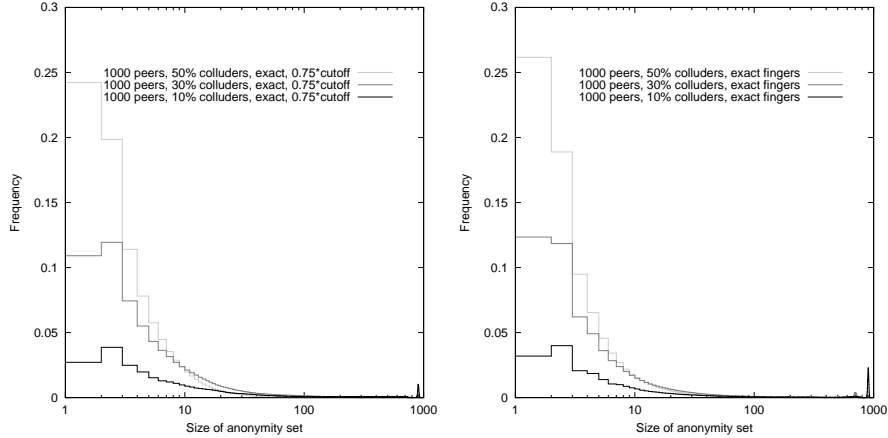 0.3
0.25
0.2
0.15
0.1
0.05
0
Frequency
1000 peers, 50% colluders, exact, 0.75*cutoff
1000 peers, 30% colluders, exact, 0.75*cutoff
1000 peers, 10% colluders, exact, 0.75*cutoff
1 10 100 1000
Size of anonymity set
0.3
0.25
0.2
0.15
0.1
0.05
0
Frequency
1000 peers, 50% colluders, exact fingers
1000 peers, 30% colluders, exact fingers
1000 peers, 10% colluders, exact fingers
1 10 100 1000
Size of anonymity set